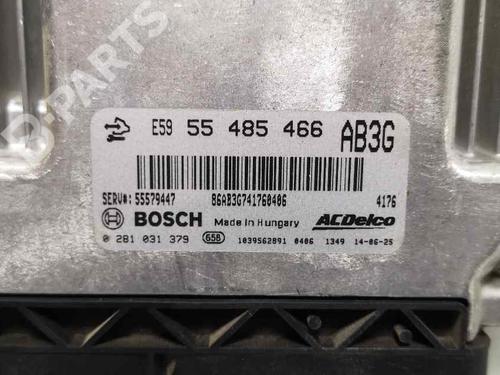 B-PARTS
E59 55 485 466 AB3G
SERV#: 55579447 86AB3G741760406 4176
BOSCH Made in Hungary ACDelco
0 281 031 379 658 1039S62891 0406 1349 14-06-25